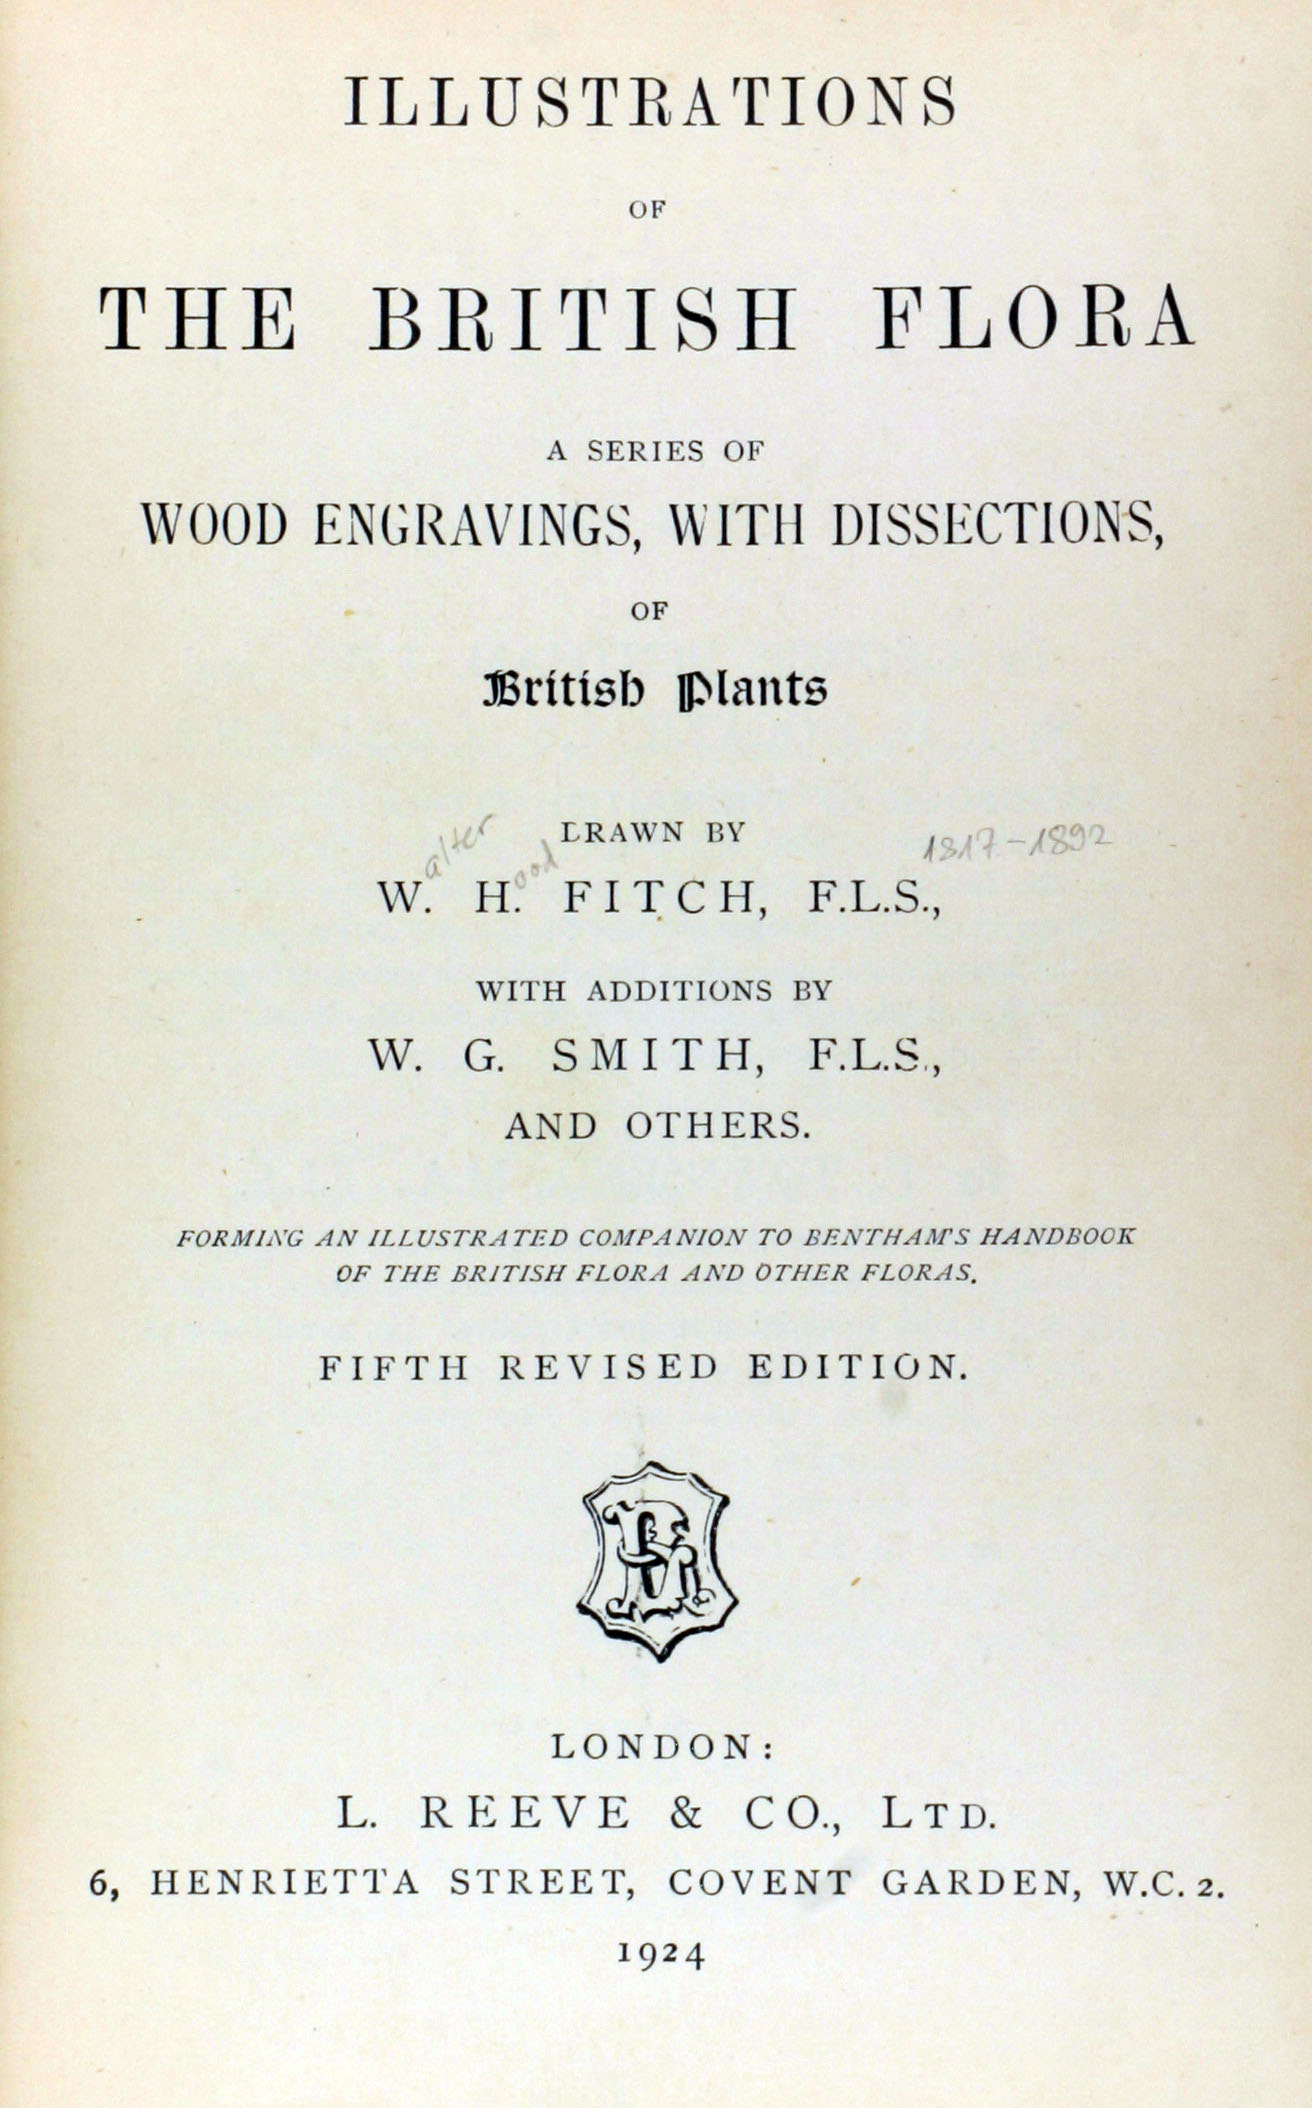 ILLUSTRATIONS
OF
THE BRITISH FLORA
A SERIES OF
WOOD ENGRAVINGS, WITH DISSECTIONS,
OF
British Plants
DRAWN BY
alter ood 1817-1892
W. H. FITCH, F.L.S.,
WITH ADDITIONS BY
W. G. SMITH, F.L.S.,
AND OTHERS.
FORMING AN ILLUSTRATED COMPANION TO BENTHAM'S HANDBOOK
OF THE BRITISH FLORA AND OTHER FLORAS.
FIFTH REVISED EDITION.
LONDON:
L. REEVE & CO., LTD.
6, HENRIETTA STREET, COVENT GARDEN, W.C. 2.
1924